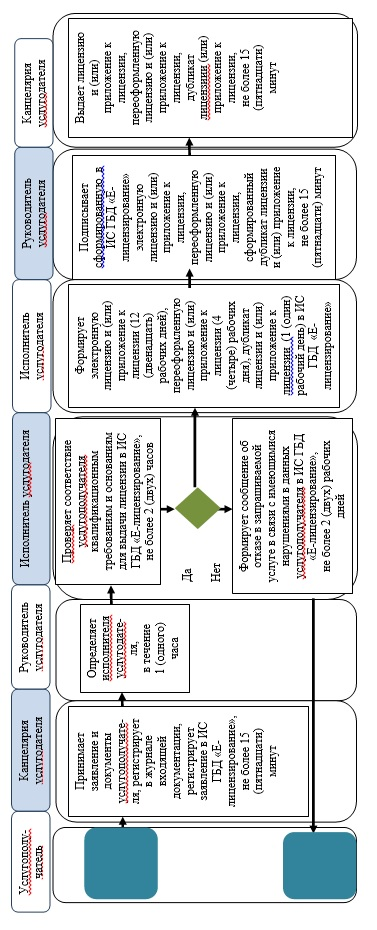 Услугополу-
чатель
Канцелярия
услугодателя
Руководитель
услугодателя
Исполнитель услугодателя
Исполнитель
услугодателя
Руководитель
услугодателя
Канцелярия
услугодателя
Принимает
заявление и
документы
услугополучате-
ля, регистрирует
в журнале
входящей
документации,
регистрирует
заявление в ИС
ГБД «Е-
лицензирование»,
не более 15
(пятнадцати)
минут
Определяет
исполнителя
услугодате-
ля,
в течение
1 (одного)
часа
Проверяет соответствие
услугополучателя
квалификационным
требованиям и основаниям
для выдачи лицензии в ИС
ГБД «Е-лицензирование»,
не более 2 (двух) часов
Да
Нет
Формирует сообщение об
отказе в запрашиваемой
услуге в связи с имеющимися
нарушениями в данных
услугополучателя в ИС ГБД
«Е-лицензирование»,
не более 2 (двух) рабочих
дней
Формирует
электронную
лицензию и (или)
приложение к
лицензии (12
(двенадцать)
рабочих дней),
переоформленную
лицензию и (или)
приложение к
лицензии (4
(четыре) рабочих
дня), дубликат
лицензии и (или)
приложение к
лицензии (1 (один)
рабочий день) в ИС
ГБД «Е-
лицензирование»
Подписывает
сформированную в
ИС ГБД «Е-
лицензирование»
электронную
лицензию и (или)
приложение к
лицензии,
переоформленную
лицензию и (или)
приложение к
лицензии,
сформированный
дубликат лицензии
и (или) приложение
к лицензии,
не более 15
(пятнадцати) минут
Выдает лицензию
и (или)
приложение к
лицензии,
переоформленную
лицензию и (или)
приложение к
лицензии,
дубликат
лицензиии (или)
приложение к
лицензии,
не более 15
(пятнадцати)
минут